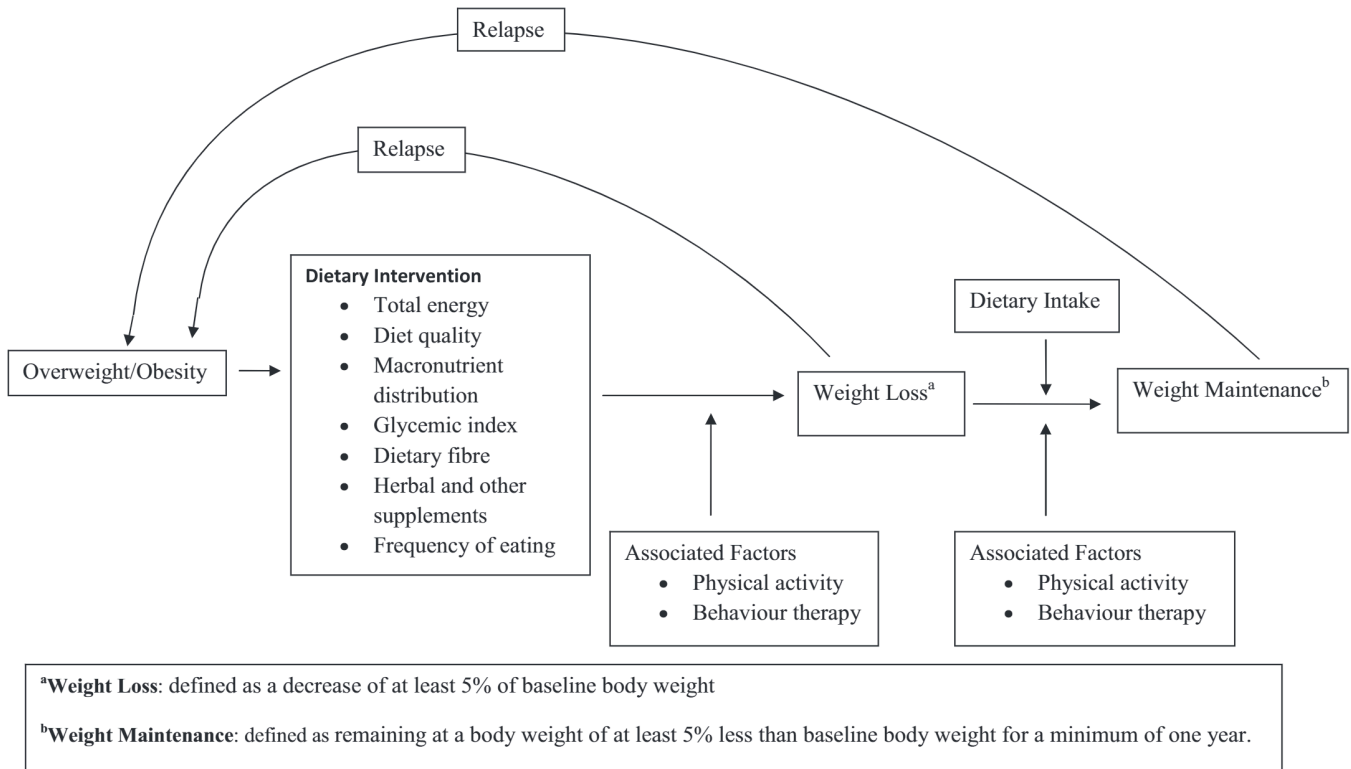 Relapse
Relapse
Dietary Intervention
• Total energy
• Diet quality
• Macronutrient
distribution
• Glycemic index
• Dietary fibre
• Herbal and other
supplements
• Frequency of eating
Overweight/Obesity
Dietary Intake
Weight Lossᵃ
Weight Maintenanceᵇ
Associated Factors
• Physical activity
• Behaviour therapy
Associated Factors
• Physical activity
• Behaviour therapy
ᵃWeight Loss: defined as a decrease of at least 5% of baseline body weight
ᵇWeight Maintenance: defined as remaining at a body weight of at least 5% less than baseline body weight for a minimum of one year.